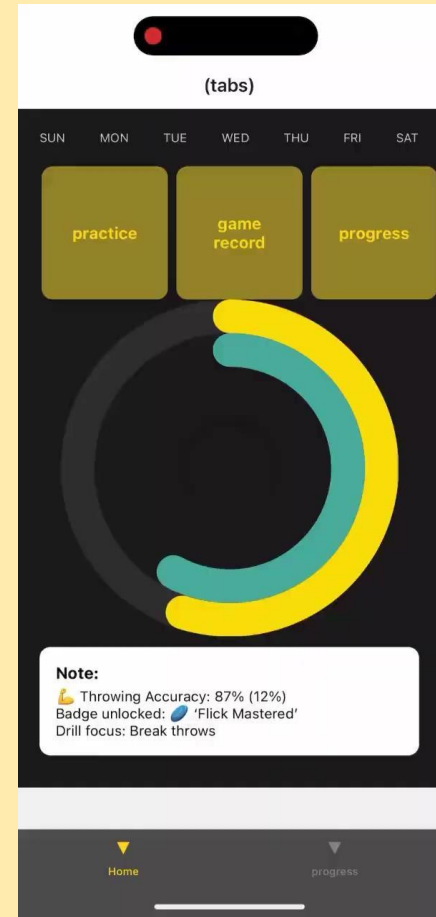 (tabs)
SUN MON TUE WED THU FRI SAT
practice
game
record
progress
Note:
💪 Throwing Accuracy: 87% (12%)
Badge unlocked: 🥏 ‘Flick Mastered’
Drill focus: Break throws
Home
progress